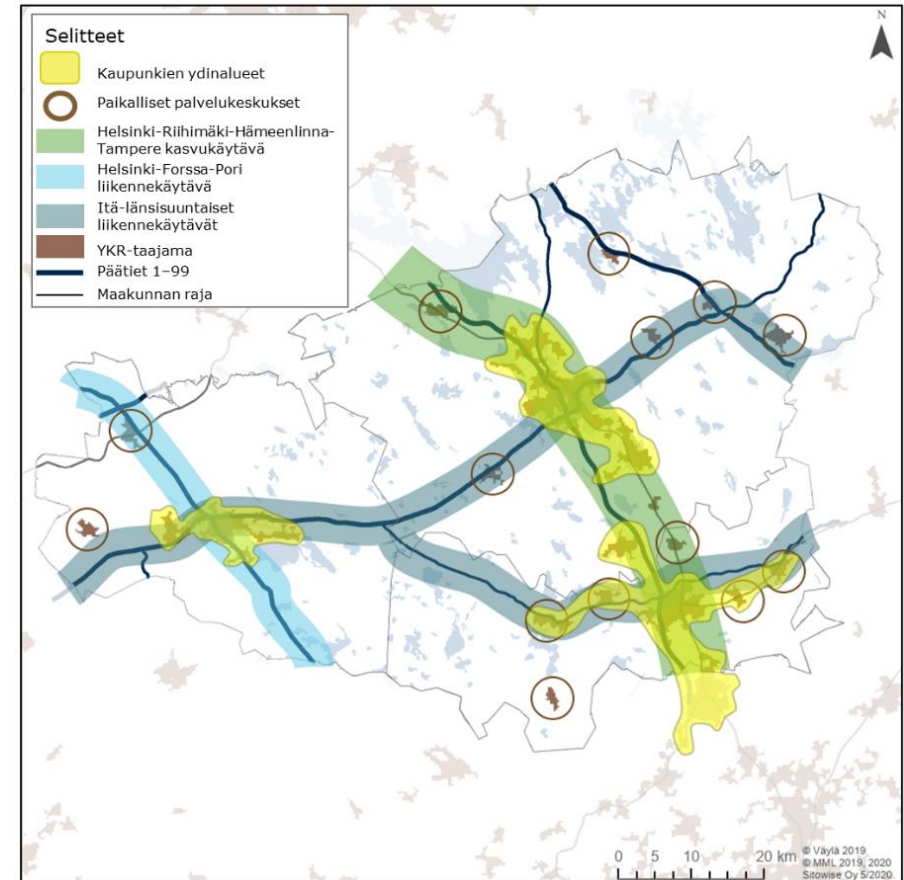 Selitteet
Kaupunkien ydinalueet
Paikalliset palvelukeskukset
Helsinki-Riihimäki-Hämeenlinna-
Tampere kasvukäytävä
Helsinki-Forssa-Pori
liikennekäytävä
Itä-länsisuuntaiset
liikennekäytävät
YKR-taajama
Päätiet 1–99
Maakunnan raja
N
0 5 10 20 km
© Väylä 2019
© MML 2019, 2020
Sitowise Oy 5/2020